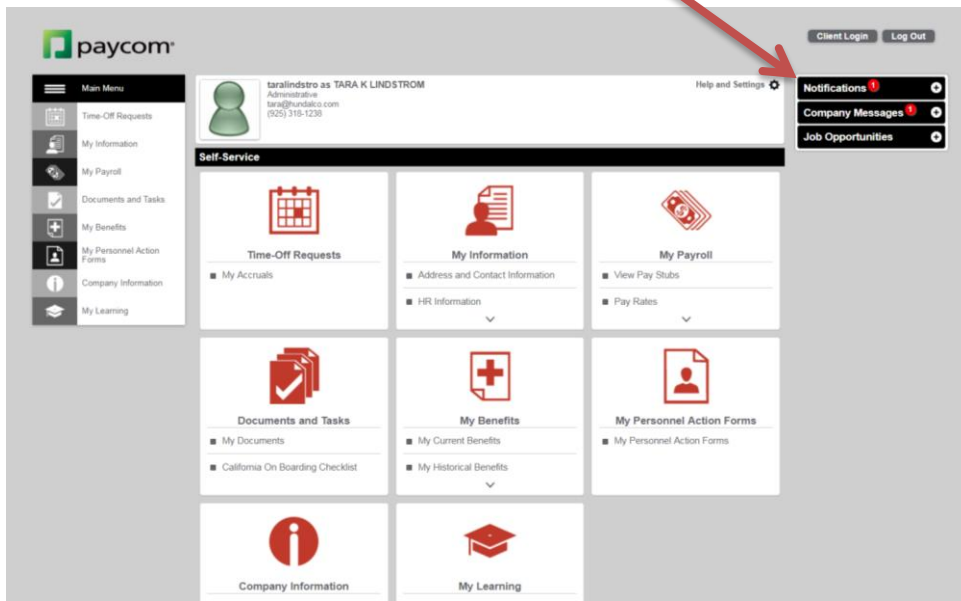 paycom
Client Login
Log Out
Main Menu
Time-Off Requests
My Information
My Payroll
Documents and Tasks
My Benefits
My Personnel Action
Forms
Company Information
My Learning
taralindstro as TARA K LINDSTROM
Administrative
tara@hundalco.com
(925) 318-1238
Help and Settings
Notifications 1
Company Messages 1
Job Opportunities
Self-Service
Time-Off Requests
My Accruals
My Information
Address and Contact Information
HR Information
My Payroll
View Pay Stubs
Pay Rates
Documents and Tasks
My Documents
California On Boarding Checklist
My Benefits
My Current Benefits
My Historical Benefits
My Personnel Action Forms
My Personnel Action Forms
Company Information
My Learning